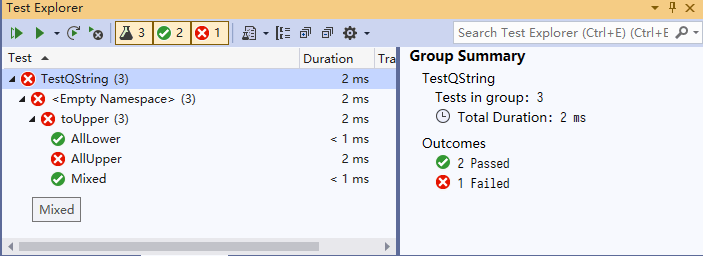 Test Explorer
3 2 1
Search Test Explorer (Ctrl+E) (Ctrl+E
Test Duration Tra
TestQString (3) 2 ms
<Empty Namespace> (3) 2 ms
toUpper (3) 2 ms
AllLower < 1 ms
AllUpper 2 ms
Mixed < 1 ms
Mixed
Group Summary
TestQString
Tests in group: 3
Total Duration: 2 ms
Outcomes
2 Passed
1 Failed